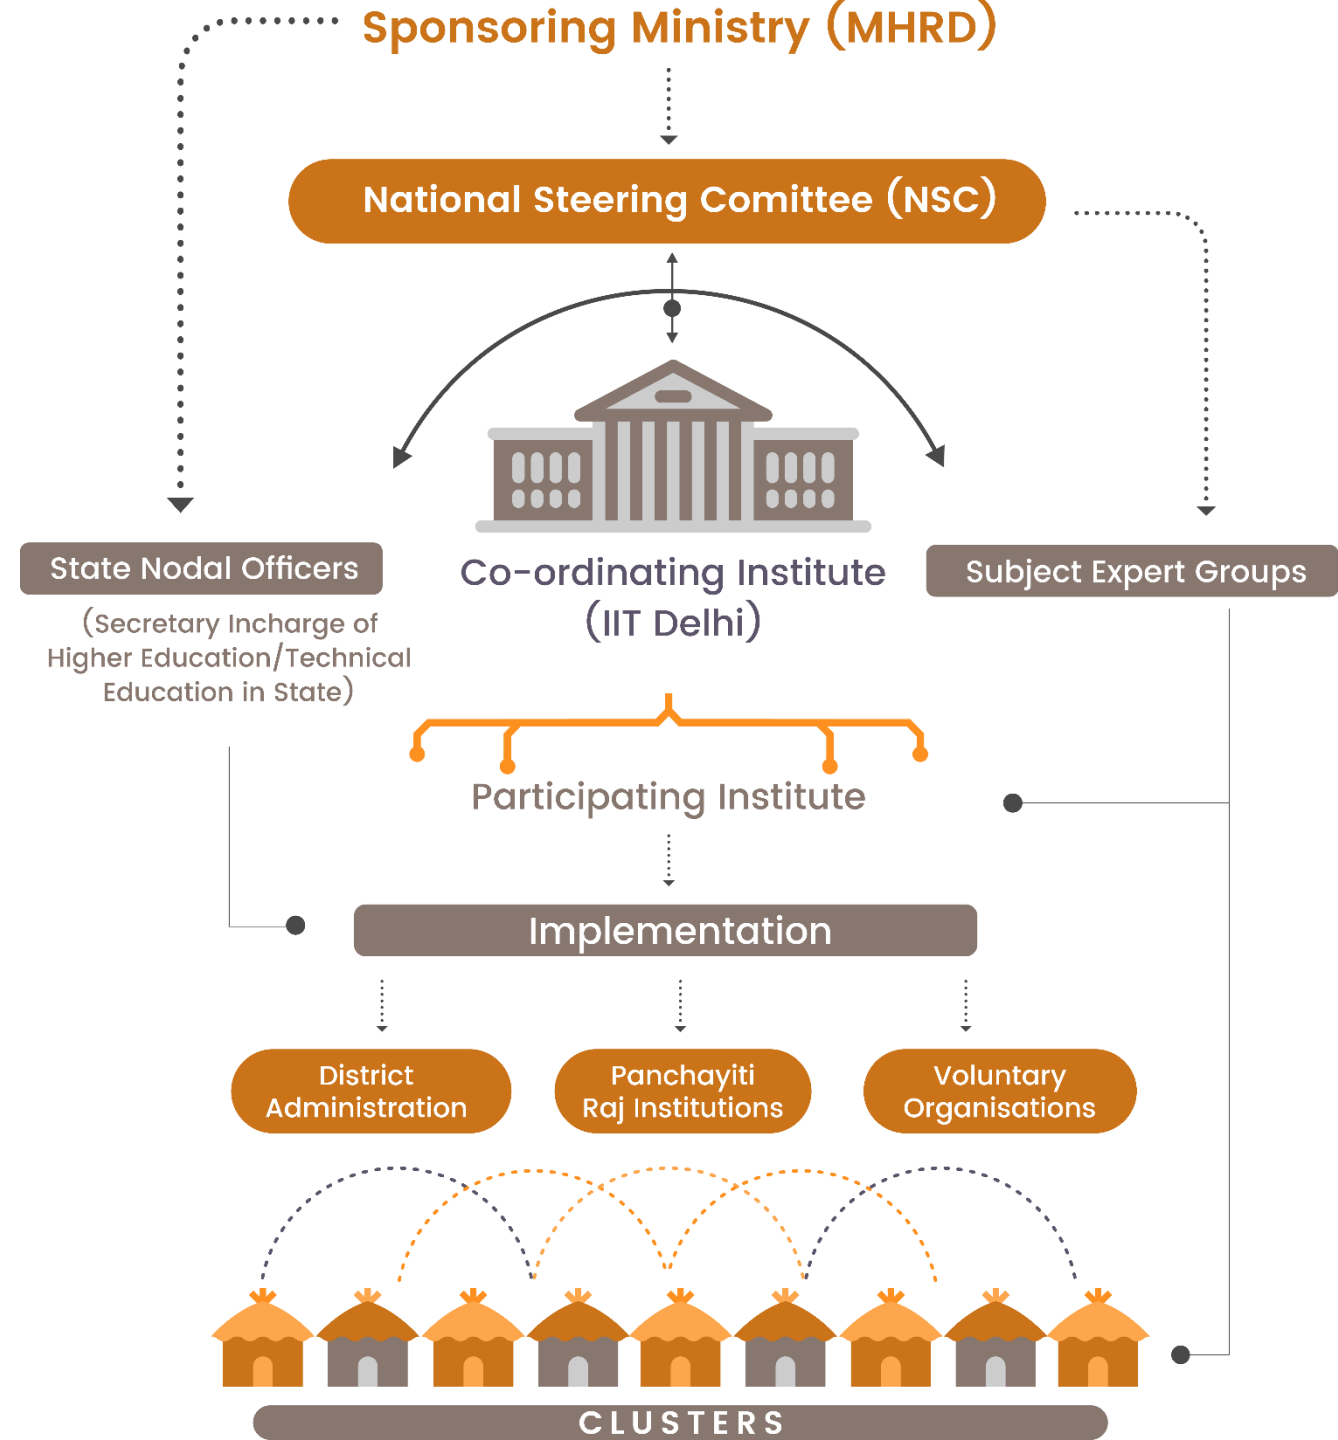 Sponsoring Ministry (MHRD)
National Steering Comittee (NSC)
State Nodal Officers
(Secretary Incharge of
Higher Education/Technical
Education in State)
Co-ordinating Institute
(IIT Delhi)
Subject Expert Groups
Participating Institute
Implementation
District
Administration
Panchayiti
Raj Institutions
Voluntary
Organisations
CLUSTERS